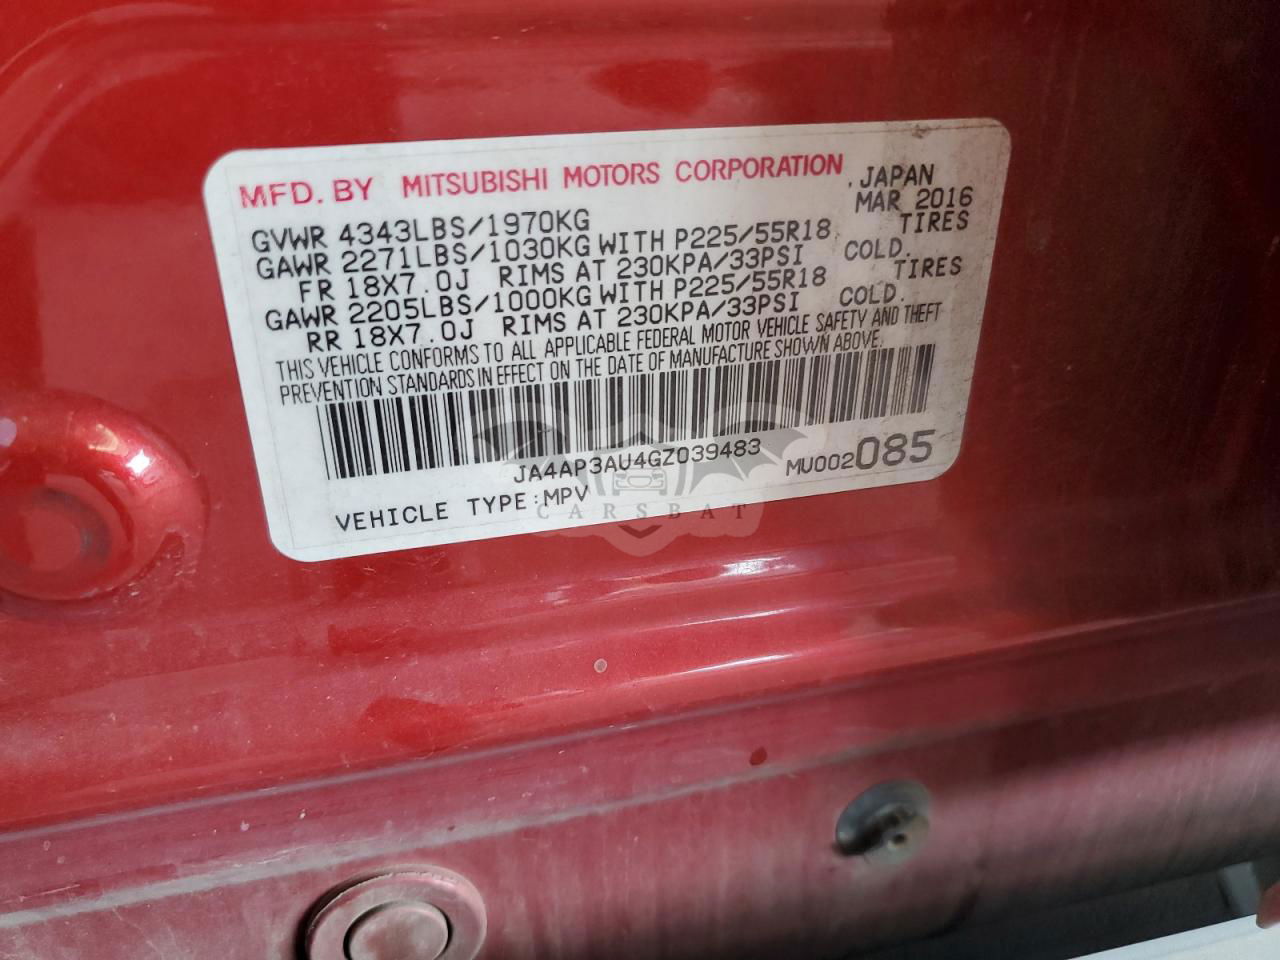 MFD. BY MITSUBISHI MOTORS CORPORATION, JAPAN
MAR 2016
GVWR 4343LBS/1970KG
GAWR 2271LBS/1030KG WITH P225/55R18 TIRES
FR 18X7.0J RIMS AT 230KPA/33PSI COLD.
GAWR 2205LBS/1000KG WITH P225/55R18 TIRES
RR 18X7.0J RIMS AT 230KPA/33PSI COLD.
THIS VEHICLE CONFORMS TO ALL APPLICABLE FEDERAL MOTOR VEHICLE SAFETY AND THEFT
PREVENTION STANDARDS IN EFFECT ON THE DATE OF MANUFACTURE SHOWN ABOVE.
JA4AP3AU4GZ039483
MU002085
VEHICLE TYPE:MPV
CARSBAT